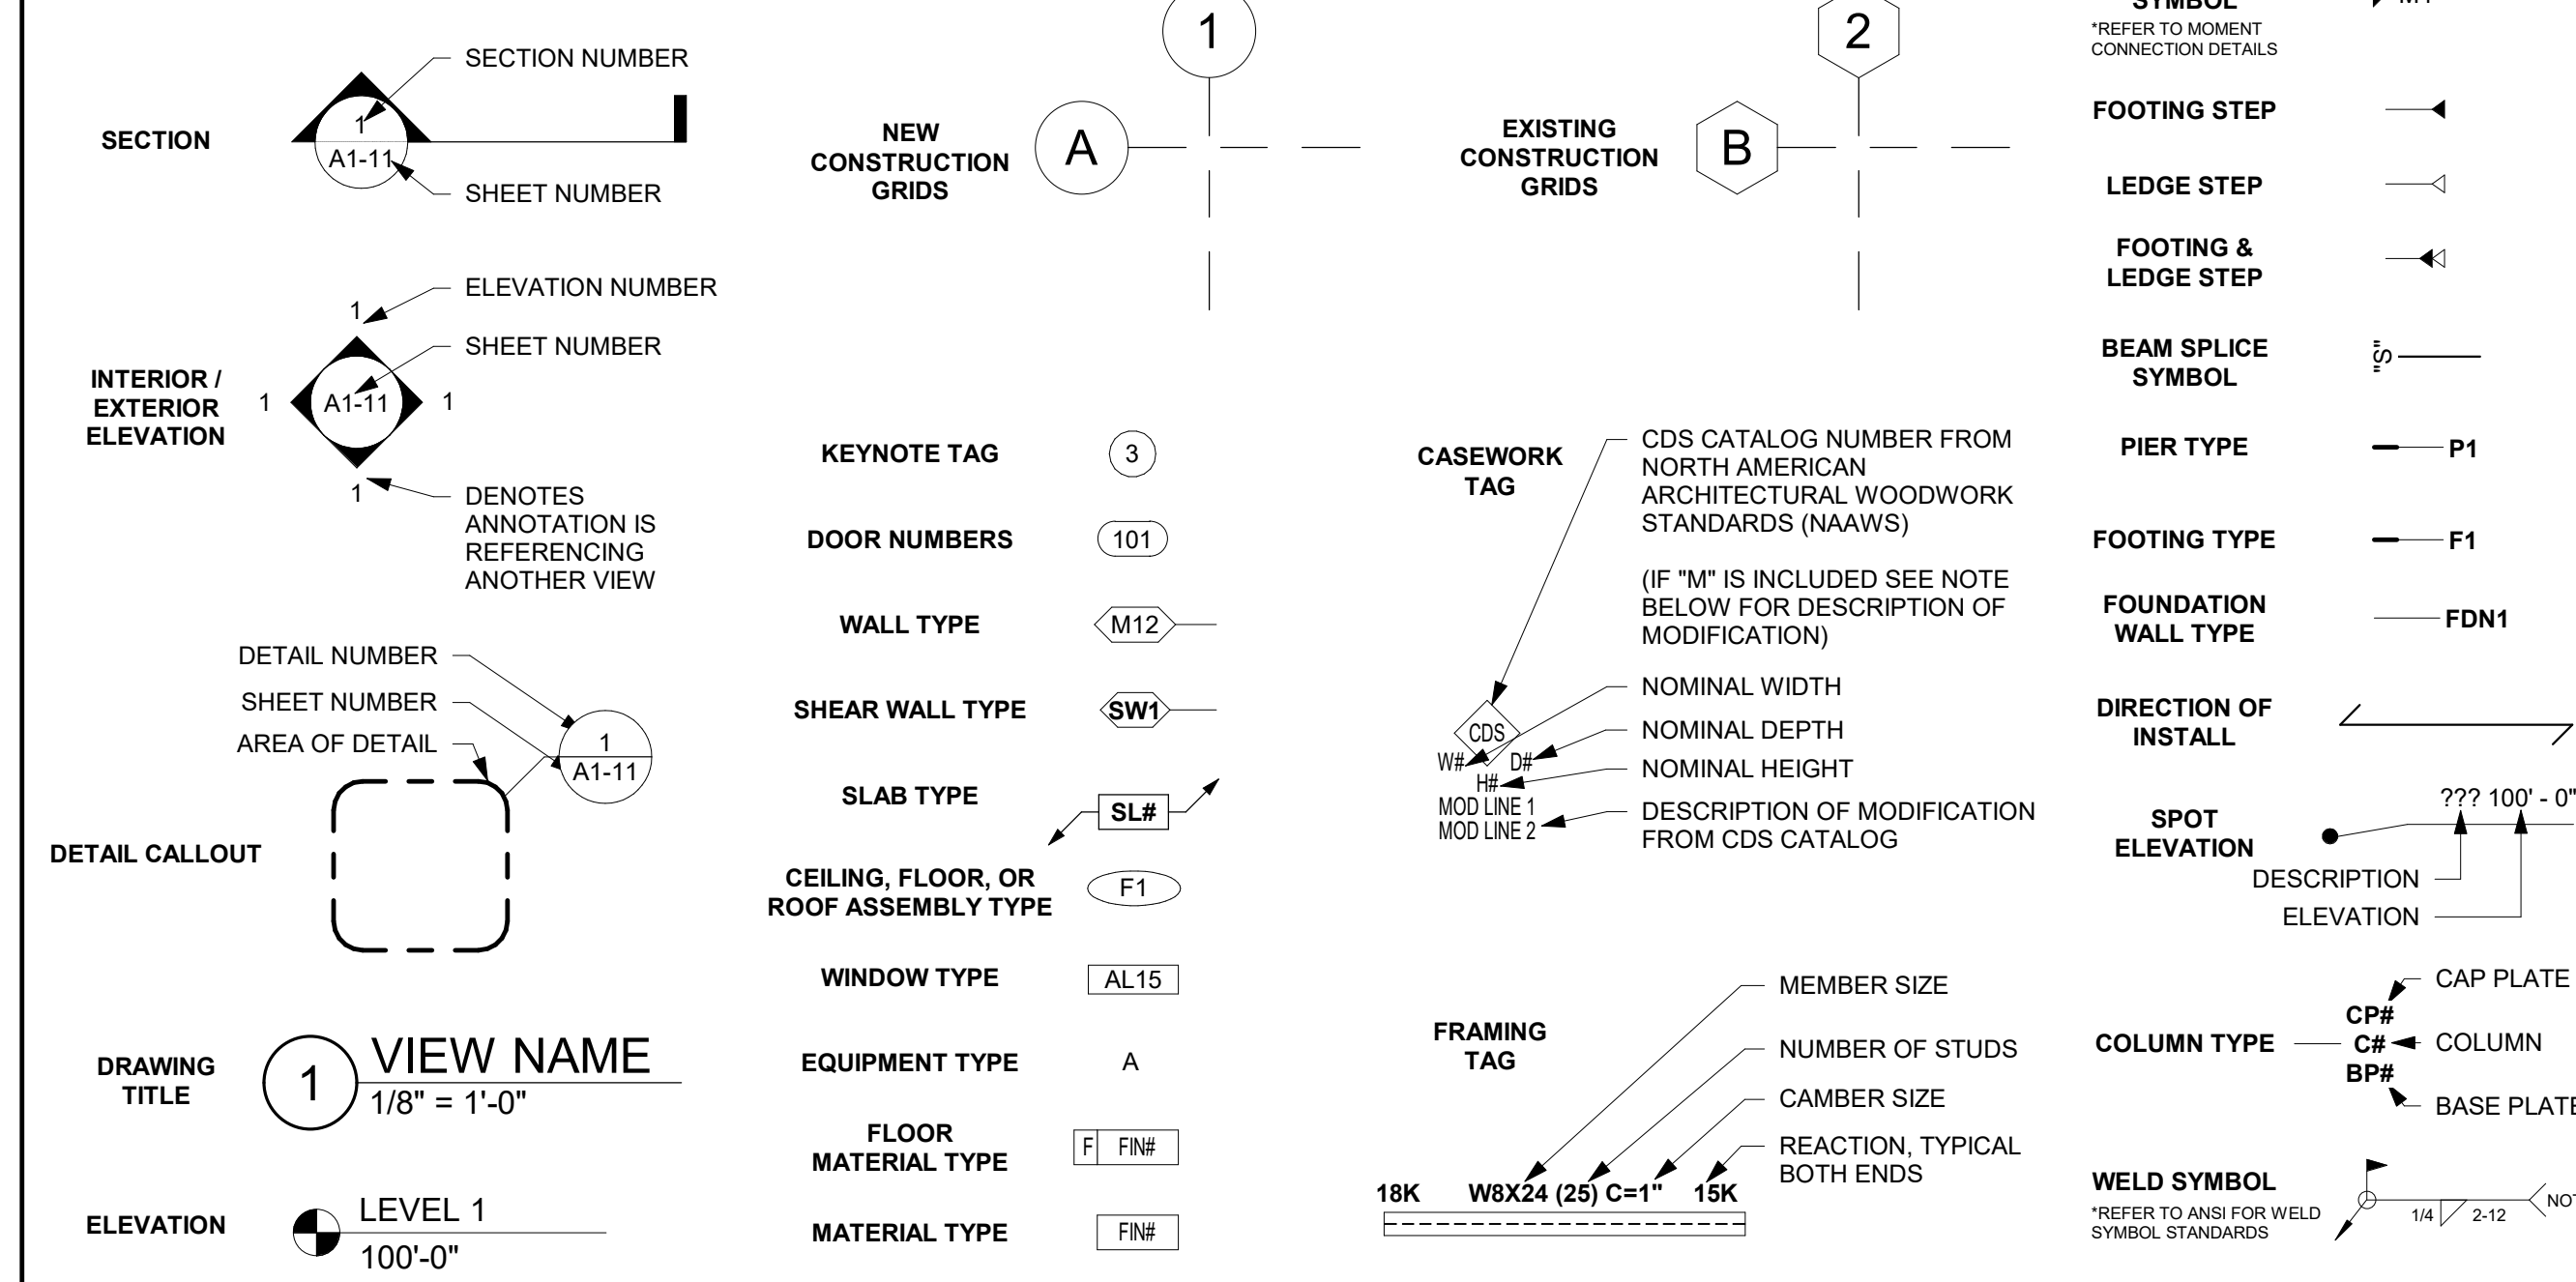 SECTION
SECTION NUMBER
1
A1-11
SHEET NUMBER
INTERIOR /
EXTERIOR
ELEVATION
ELEVATION NUMBER
1
SHEET NUMBER
1
A1-11
1
1
DENOTES
ANNOTATION IS
REFERENCING
ANOTHER VIEW
DETAIL NUMBER
SHEET NUMBER
AREA OF DETAIL
1
A1-11
DETAIL CALLOUT
DRAWING
TITLE
1
VIEW NAME
1/8" = 1'-0"
ELEVATION
LEVEL 1
100'-0"
NEW
CONSTRUCTION
GRIDS
1
A
KEYNOTE TAG
3
DOOR NUMBERS
101
WALL TYPE
M12
SHEAR WALL TYPE
SW1
SLAB TYPE
SL#
CEILING, FLOOR, OR
ROOF ASSEMBLY TYPE
F1
WINDOW TYPE
AL15
EQUIPMENT TYPE
A
FLOOR
MATERIAL TYPE
F FIN#
MATERIAL TYPE
FIN#
EXISTING
CONSTRUCTION
GRIDS
2
B
CASEWORK
TAG
CDS CATALOG NUMBER FROM
NORTH AMERICAN
ARCHITECTURAL WOODWORK
STANDARDS (NAAWS)
(IF "M" IS INCLUDED SEE NOTE
BELOW FOR DESCRIPTION OF
MODIFICATION)
NOMINAL WIDTH
NOMINAL DEPTH
NOMINAL HEIGHT
DESCRIPTION OF MODIFICATION
FROM CDS CATALOG
CDS
W# D#
H#
MOD LINE 1
MOD LINE 2
FRAMING
TAG
MEMBER SIZE
NUMBER OF STUDS
CAMBER SIZE
REACTION, TYPICAL
BOTH ENDS
18K W8X24 (25) C=1" 15K
SYMBOL
*REFER TO MOMENT
CONNECTION DETAILS
FOOTING STEP
LEDGE STEP
FOOTING &
LEDGE STEP
BEAM SPLICE
SYMBOL
"S"
PIER TYPE
P1
FOOTING TYPE
F1
FOUNDATION
WALL TYPE
FDN1
DIRECTION OF
INSTALL
SPOT
ELEVATION
??? 100' - 0"
DESCRIPTION
ELEVATION
COLUMN TYPE
CP#
C#
BP#
CAP PLATE
COLUMN
BASE PLATE
WELD SYMBOL
*REFER TO ANSI FOR WELD
SYMBOL STANDARDS
1/4 2-12